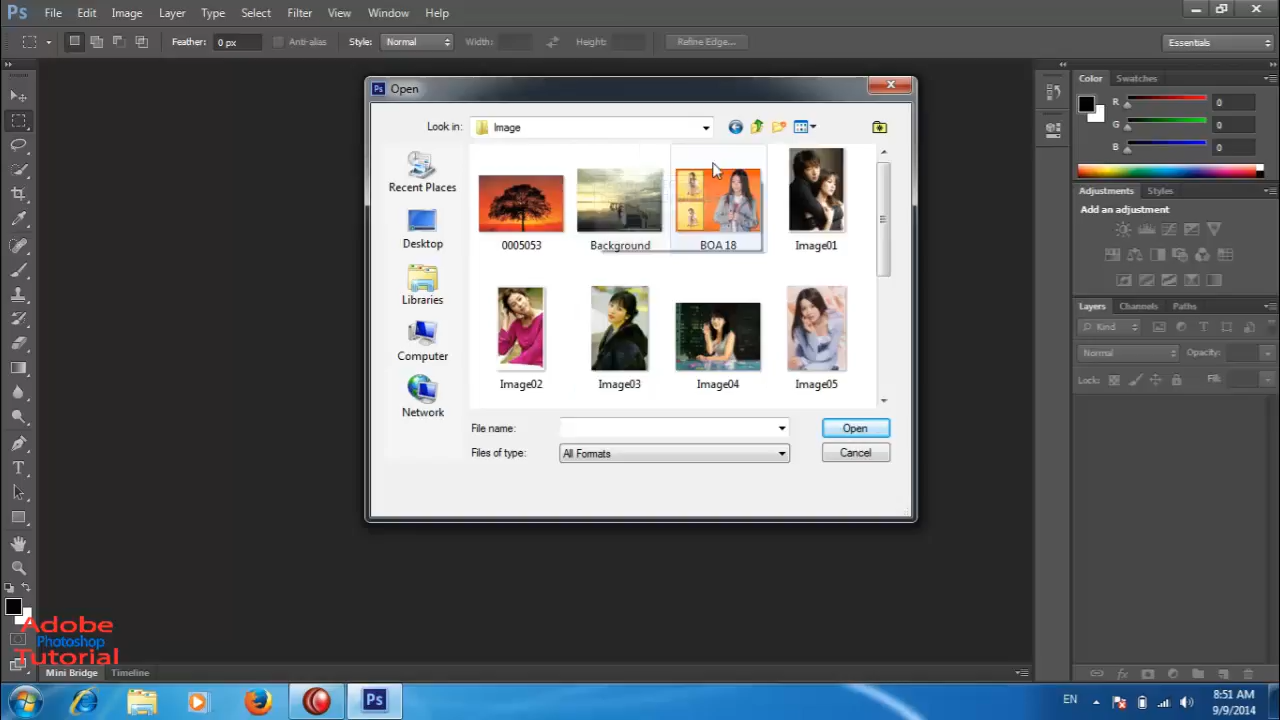 Ps File Edit Image Layer Type Select Filter View Window Help
Feather: 0 px Anti-alias Style: Normal Width: Height: Refine Edge... Essentials
Open
Look in: Image
Recent Places
Desktop
Libraries
Computer
Network
0005053 Background BOA 18 Image01
Image02 Image03 Image04 Image05
File name: Open
Files of type: All Formats Cancel
Color Swatches
R 0
G 0
B 0
Adjustments Styles
Add an adjustment
Layers Channels Paths
Kind
Normal Opacity:
Lock: Fill:
Adobe
Photoshop
Tutorial
Mini Bridge Timeline
Ps EN 8:51 AM
9/9/2014